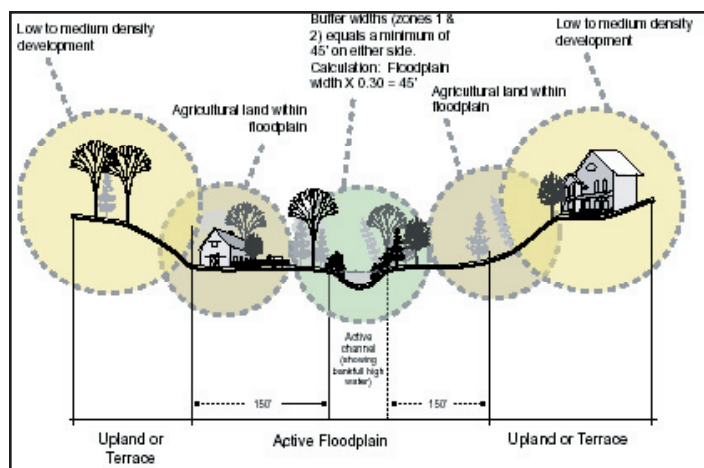 Low to medium density
development
Buffer widths (zones 1 &
2) equals a minimum of
45' on either side.
Calculation: Floodplain
width X 0.30 = 45'
Low to medium density
development
Agricultural land within
floodplain
Agricultural land within
floodplain
Active
channel
(showing
bankfull high
water)
150'
150'
Upland or
Terrace
Active Floodplain
Upland or Terrace